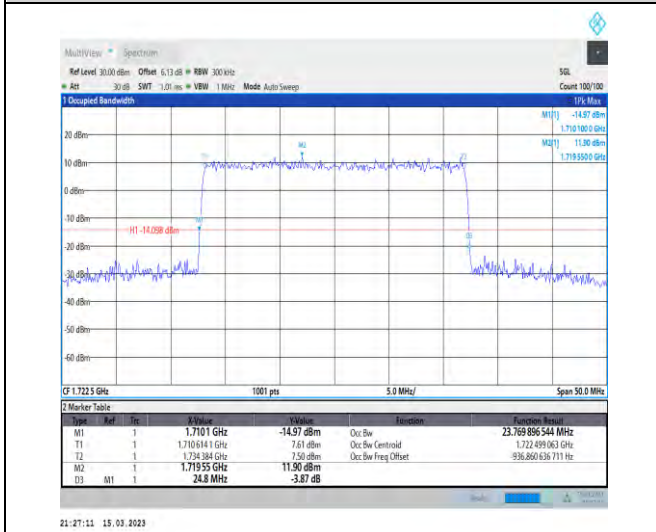 MultiView Spectrum
Ref Level 30.00 dBm Offset 6.13 dB RBW 300 kHz SGL
Att 30 dB SWT 1.01 ms VBW 1 MHz Mode Auto Sweep Count 100/100
1 Occupied Bandwidth 1Pk Max
M1[1] -14.97 dBm
1.710 100 0 GHz
M2[1] 11.90 dBm
1.719 550 0 GHz
20 dBm
M2
10 dBm
0 dBm
-10 dBm
H1 -14.098 dBm
-20 dBm
-30 dBm
-40 dBm
-50 dBm
-60 dBm
CF 1.722 5 GHz 1001 pts 5.0 MHz/ Span 50.0 MHz
2 Marker Table
Type Ref Trc X-Value Y-Value Function Function Result
M1 1 1.7101 GHz -14.97 dBm Occ Bw 23.769 896 544 MHz
T1 1 1.710 614 1 GHz 7.61 dBm Occ Bw Centroid 1.722 499 063 GHz
T2 1 1.734 384 GHz 7.50 dBm Occ Bw Freq Offset -936.860 636 711 Hz
M2 1 1.719 55 GHz 11.90 dBm
D3 M1 1 24.8 MHz -3.87 dB
21:27:11 15.03.2023